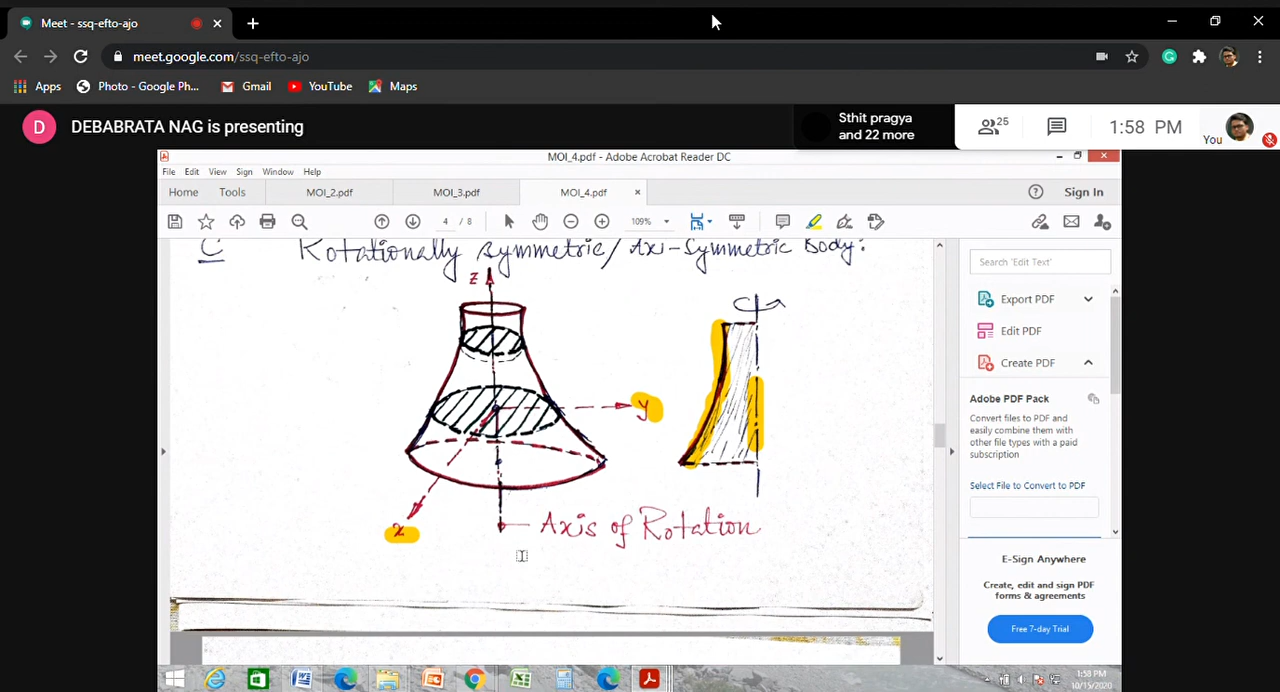 Meet - ssq-efto-ajo
meet.google.com/ssq-efto-ajo
Apps Photo - Google Ph... Gmail YouTube Maps
D DEBABRATA NAG is presenting
Sthit pragya
and 22 more
25
1:58 PM
You
MOI_4.pdf - Adobe Acrobat Reader DC
File Edit View Sign Window Help
Home Tools MOI_2.pdf MOI_3.pdf MOI_4.pdf Sign In
4 / 8 109%
C Rotationally symmetric/ Axi-Symmetric Body:
z
y
x
Axis of Rotation
Search 'Edit Text'
Export PDF
Edit PDF
Create PDF
Adobe PDF Pack
Convert files to PDF and
easily combine them with
other file types with a paid
subscription
Select File to Convert to PDF
E-Sign Anywhere
Create, edit and sign PDF
forms & agreements
Free 7-day Trial
1:58 PM
10/15/2020